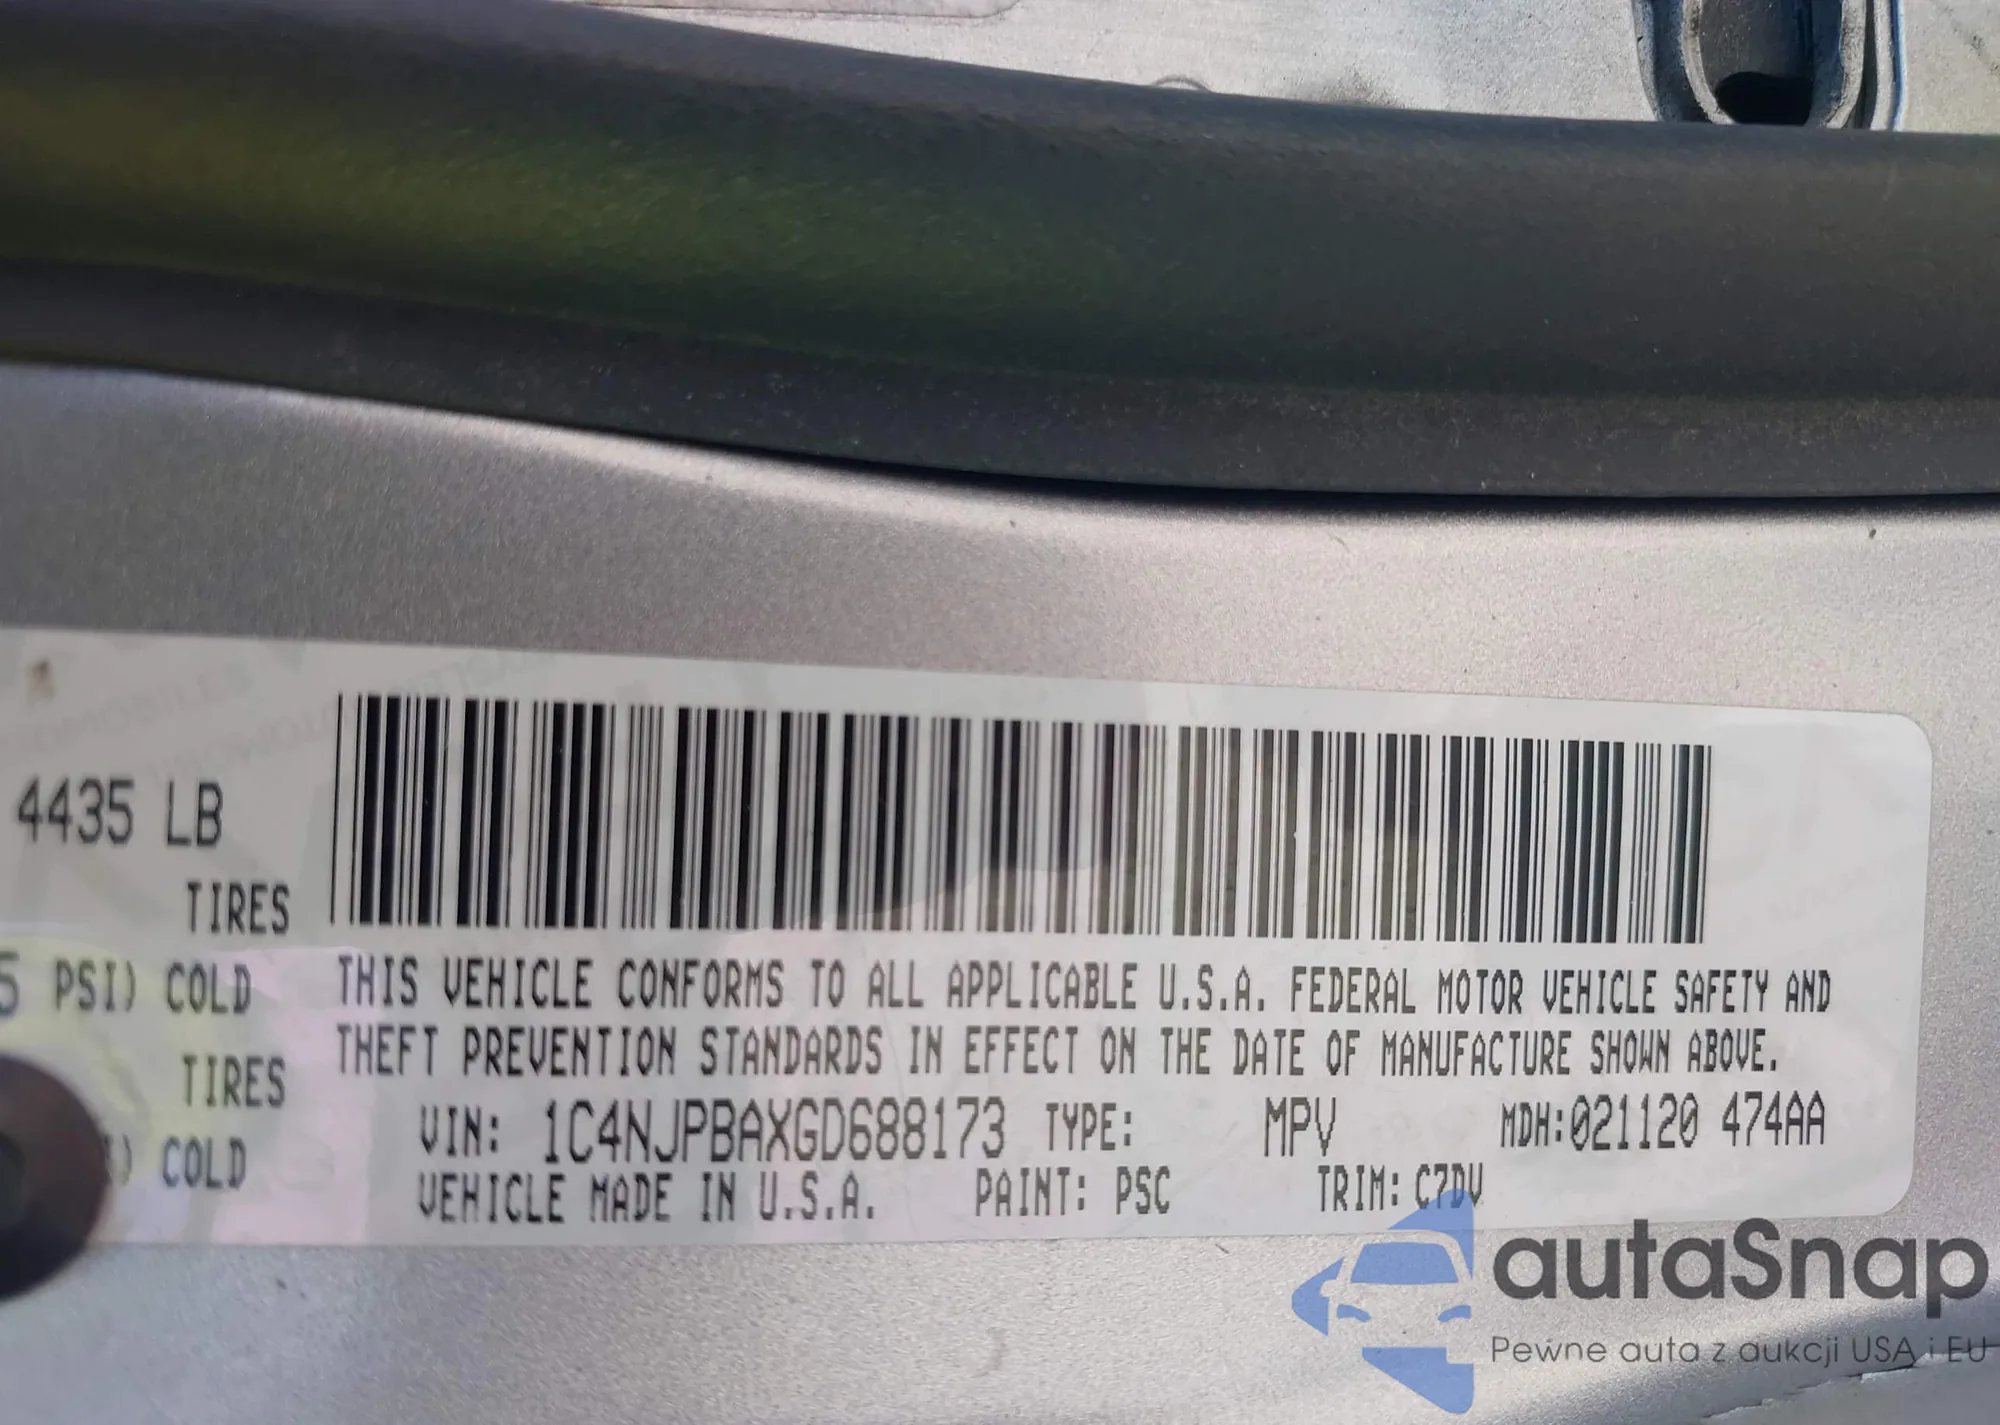 4435 LB
TIRES
5 PSI) COLD
TIRES
) COLD
THIS VEHICLE CONFORMS TO ALL APPLICABLE U.S.A. FEDERAL MOTOR VEHICLE SAFETY AND
THEFT PREVENTION STANDARDS IN EFFECT ON THE DATE OF MANUFACTURE SHOWN ABOVE.
VIN: 1C4NJPBAXGD688173 TYPE: MPV MDH:021120 474AA
VEHICLE MADE IN U.S.A. PAINT: PSC TRIM: C7DV
autaSnap
Pewne auta z aukcji USA i EU